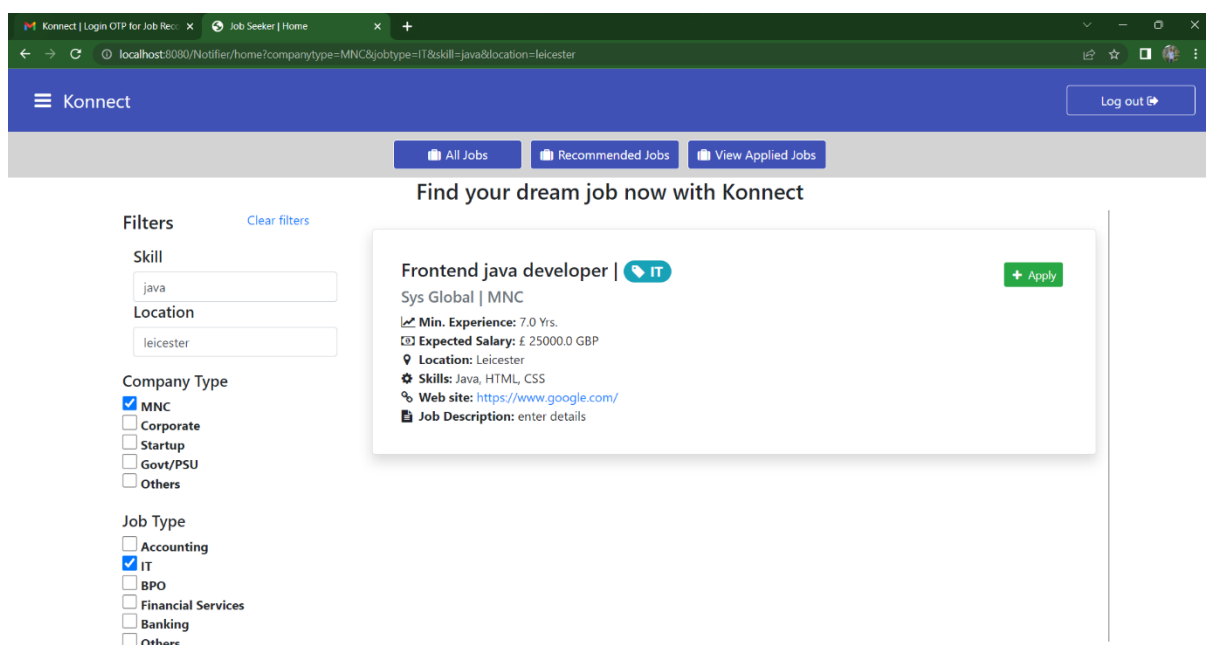 Konnect | Login OTP for Job Reco
Job Seeker | Home
localhost:8080/Notifier/home?companytype=MNC&jobtype=IT&skill=java&location=leicester
Konnect
Log out
All Jobs
Recommended Jobs
View Applied Jobs
Find your dream job now with Konnect
Filters
Clear filters
Skill
java
Location
leicester
Company Type
MNC
Corporate
Startup
Govt/PSU
Others
Job Type
Accounting
IT
BPO
Financial Services
Banking
Others
Frontend java developer | IT
Apply
Sys Global | MNC
Min. Experience: 7.0 Yrs.
Expected Salary: £ 25000.0 GBP
Location: Leicester
Skills: Java, HTML, CSS
Web site: https://www.google.com/
Job Description: enter details